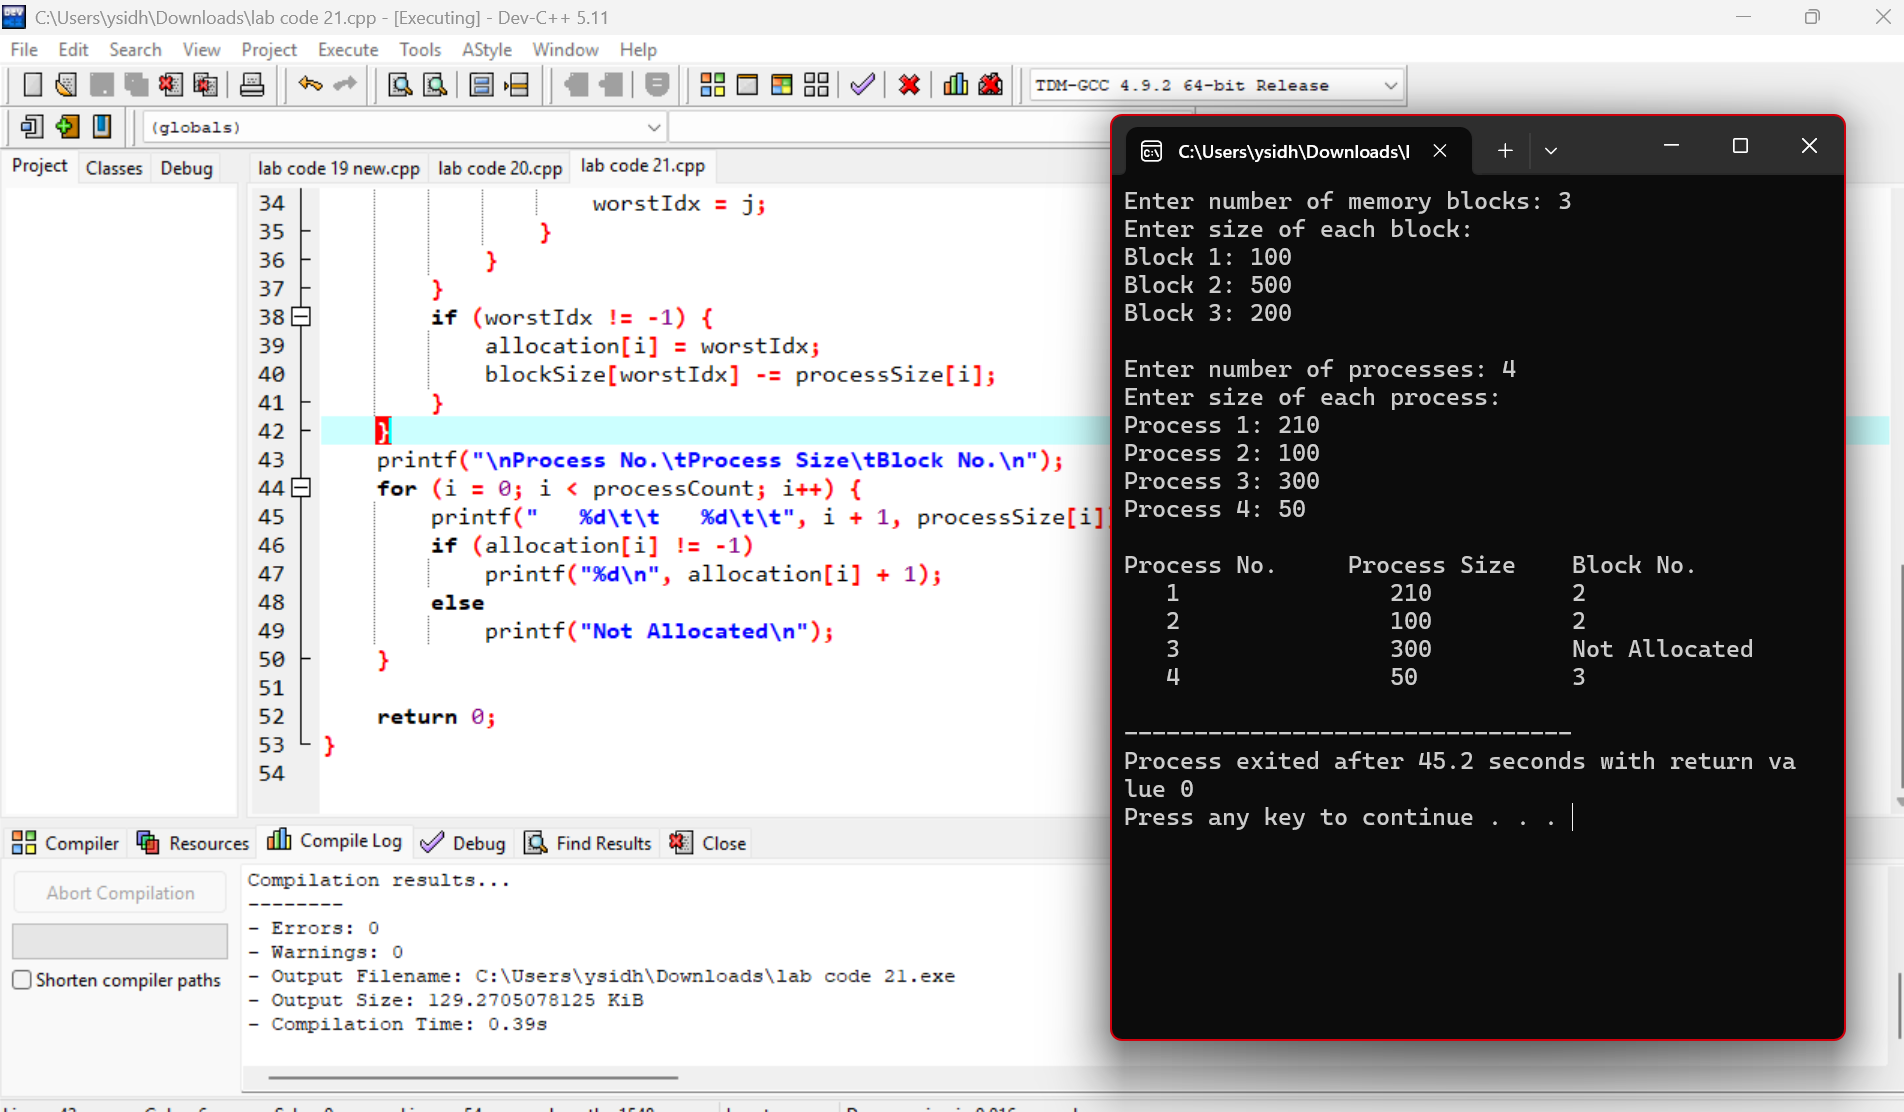 C:\Users\ysidh\Downloads\lab code 21.cpp - [Executing] - Dev-C++ 5.11
File Edit Search View Project Execute Tools AStyle Window Help
TDM-GCC 4.9.2 64-bit Release
(globals)
Project Classes Debug
lab code 19 new.cpp lab code 20.cpp lab code 21.cpp
34 worstIdx = j;
35 }
36 }
37 }
38 if (worstIdx != -1) {
39 allocation[i] = worstIdx;
40 blockSize[worstIdx] -= processSize[i];
41 }
42 }
43 printf("\nProcess No.\tProcess Size\tBlock No.\n");
44 for (i = 0; i < processCount; i++) {
45 printf("   %d\t\t   %d\t\t", i + 1, processSize[i]
46 if (allocation[i] != -1)
47 printf("%d\n", allocation[i] + 1);
48 else
49 printf("Not Allocated\n");
50 }
51
52 return 0;
53 }
54
C:\Users\ysidh\Downloads\l
Enter number of memory blocks: 3
Enter size of each block:
Block 1: 100
Block 2: 500
Block 3: 200
Enter number of processes: 4
Enter size of each process:
Process 1: 210
Process 2: 100
Process 3: 300
Process 4: 50
Process No. Process Size Block No.
1 210 2
2 100 2
3 300 Not Allocated
4 50 3
--------------------------------
Process exited after 45.2 seconds with return va
lue 0
Press any key to continue . . .
Compiler Resources Compile Log Debug Find Results Close
Abort Compilation
Shorten compiler paths
Compilation results...
--------
- Errors: 0
- Warnings: 0
- Output Filename: C:\Users\ysidh\Downloads\lab code 21.exe
- Output Size: 129.2705078125 KiB
- Compilation Time: 0.39s